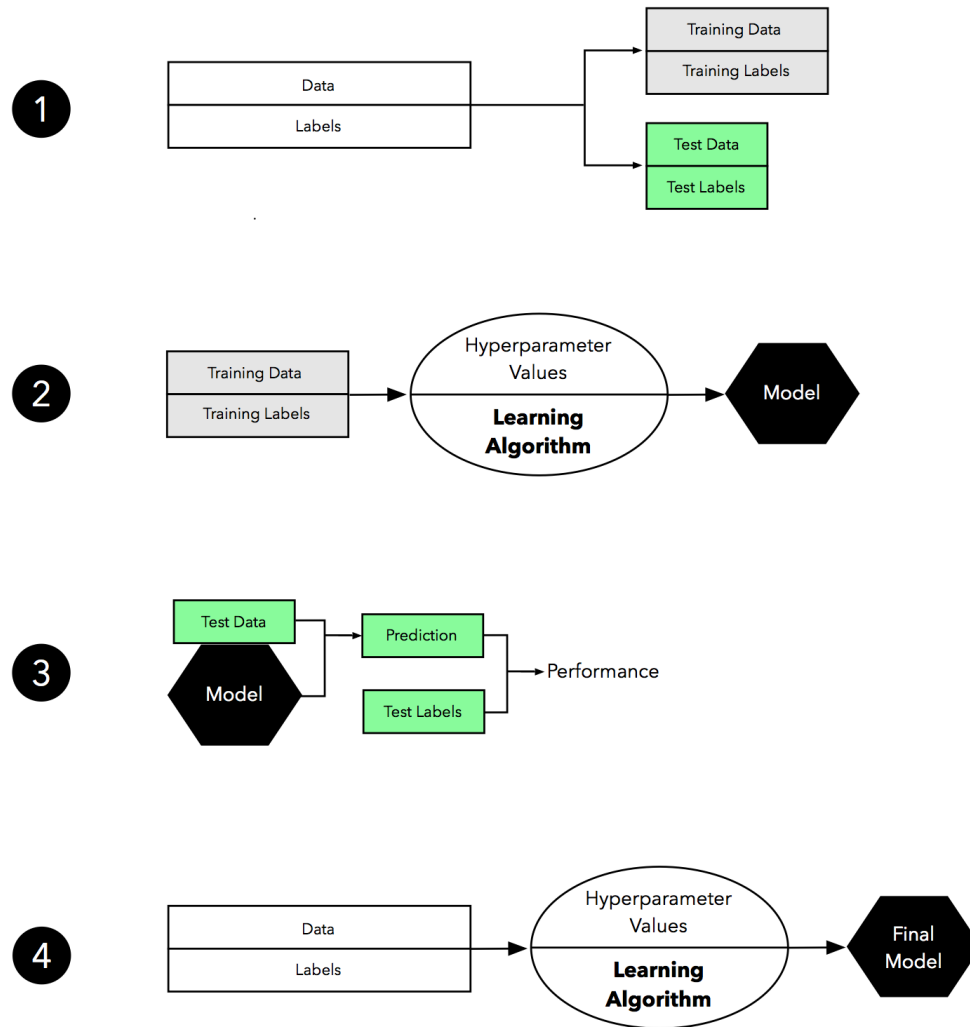 1
Data
Labels
Training Data
Training Labels
Test Data
Test Labels
2
Training Data
Training Labels
Hyperparameter
Values
Learning
Algorithm
Model
3
Test Data
Model
Prediction
Test Labels
Performance
4
Data
Labels
Hyperparameter
Values
Learning
Algorithm
Final
Model